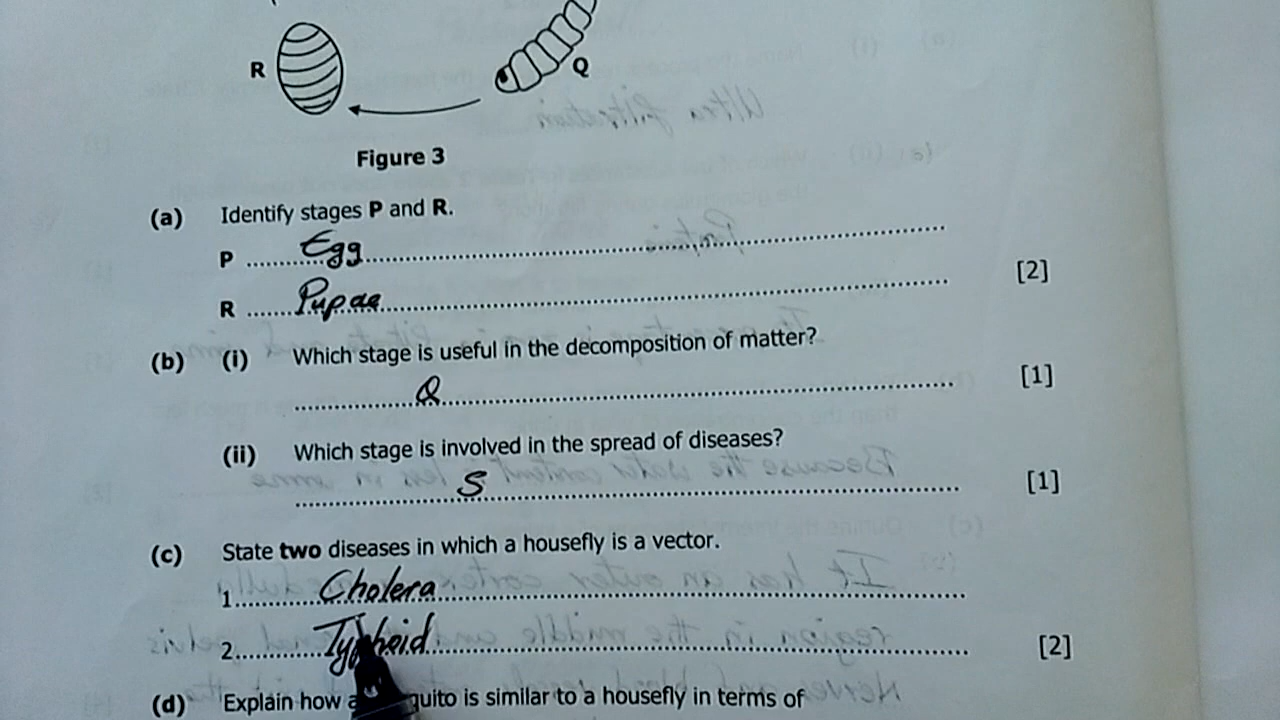 R
Q
Figure 3
(a) Identify stages P and R.
P ........ Egg ........
R ........ Pupae ........ [2]
(b) (i) Which stage is useful in the decomposition of matter?
........ Q ........ [1]
(ii) Which stage is involved in the spread of diseases?
........ S ........ [1]
(c) State two diseases in which a housefly is a vector.
1 ........ Cholera ........
2 ........ Typhoid ........ [2]
(d) Explain how is similar to a housefly in terms of